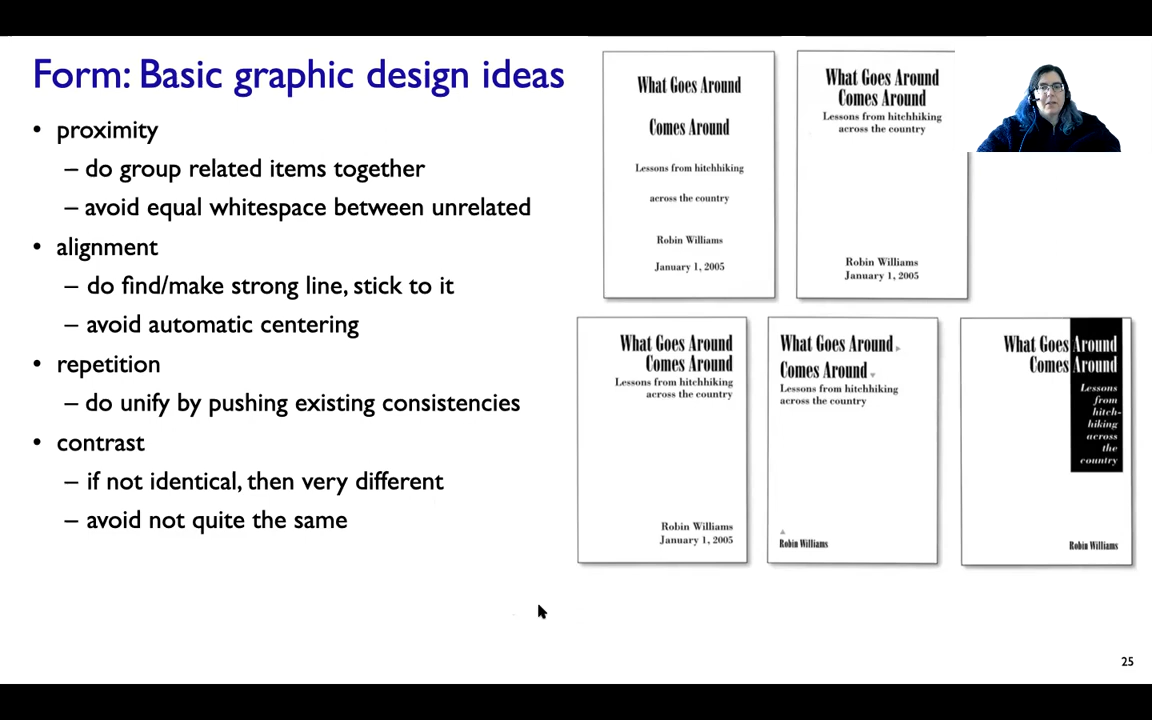 Form: Basic graphic design ideas
• proximity
– do group related items together
– avoid equal whitespace between unrelated
• alignment
– do find/make strong line, stick to it
– avoid automatic centering
• repetition
– do unify by pushing existing consistencies
• contrast
– if not identical, then very different
– avoid not quite the same
What Goes Around
Comes Around
Lessons from hitchhiking
across the country
Robin Williams
January 1, 2005
What Goes Around
Comes Around
Lessons from hitchhiking
across the country
Robin Williams
January 1, 2005
What Goes Around
Comes Around
Lessons from hitchhiking
across the country
Robin Williams
January 1, 2005
What Goes Around
Comes Around
Lessons from hitchhiking
across the country
Robin Williams
What Goes Around
Comes Around
Lessons
from
hitch-
hiking
across
the
country
Robin Williams
25